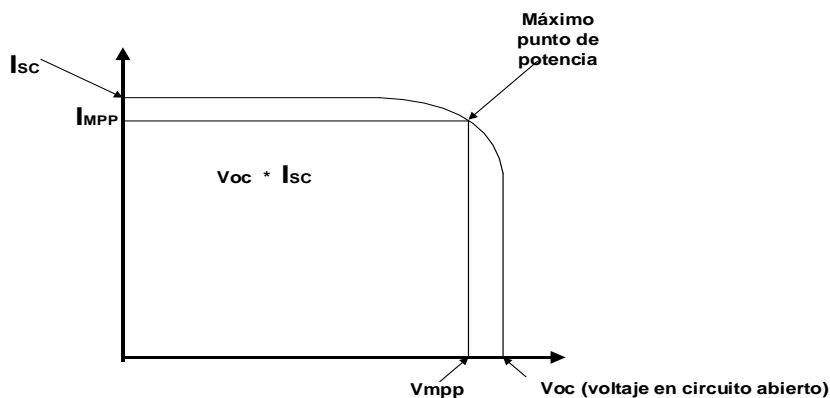 Máximo
punto de
potencia
ISC
IMPP
Voc * ISC
Vmpp
Voc (voltaje en circuito abierto)